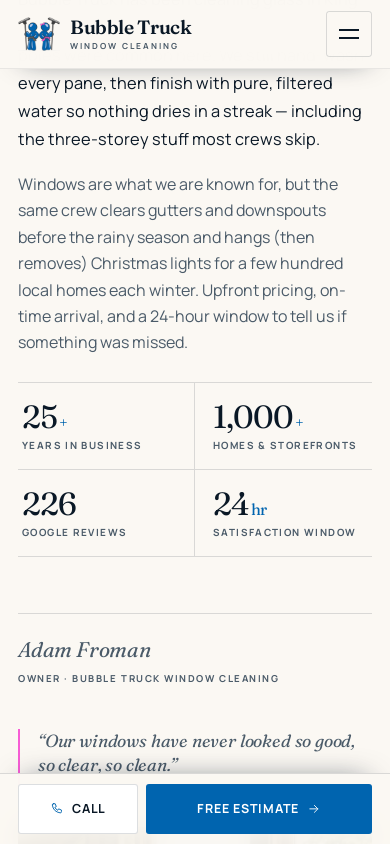 Bubble Truck
WINDOW CLEANING
every pane, then finish with pure, filtered
water so nothing dries in a streak — including
the three-storey stuff most crews skip.
Windows are what we are known for, but the
same crew clears gutters and downspouts
before the rainy season and hangs (then
removes) Christmas lights for a few hundred
local homes each winter. Upfront pricing, on-
time arrival, and a 24-hour window to tell us if
something was missed.
25+
YEARS IN BUSINESS
1,000+
HOMES & STOREFRONTS
226
GOOGLE REVIEWS
24hr
SATISFACTION WINDOW
Adam Froman
OWNER · BUBBLE TRUCK WINDOW CLEANING
“Our windows have never looked so good,
so clear, so clean.”
CALL
FREE ESTIMATE →